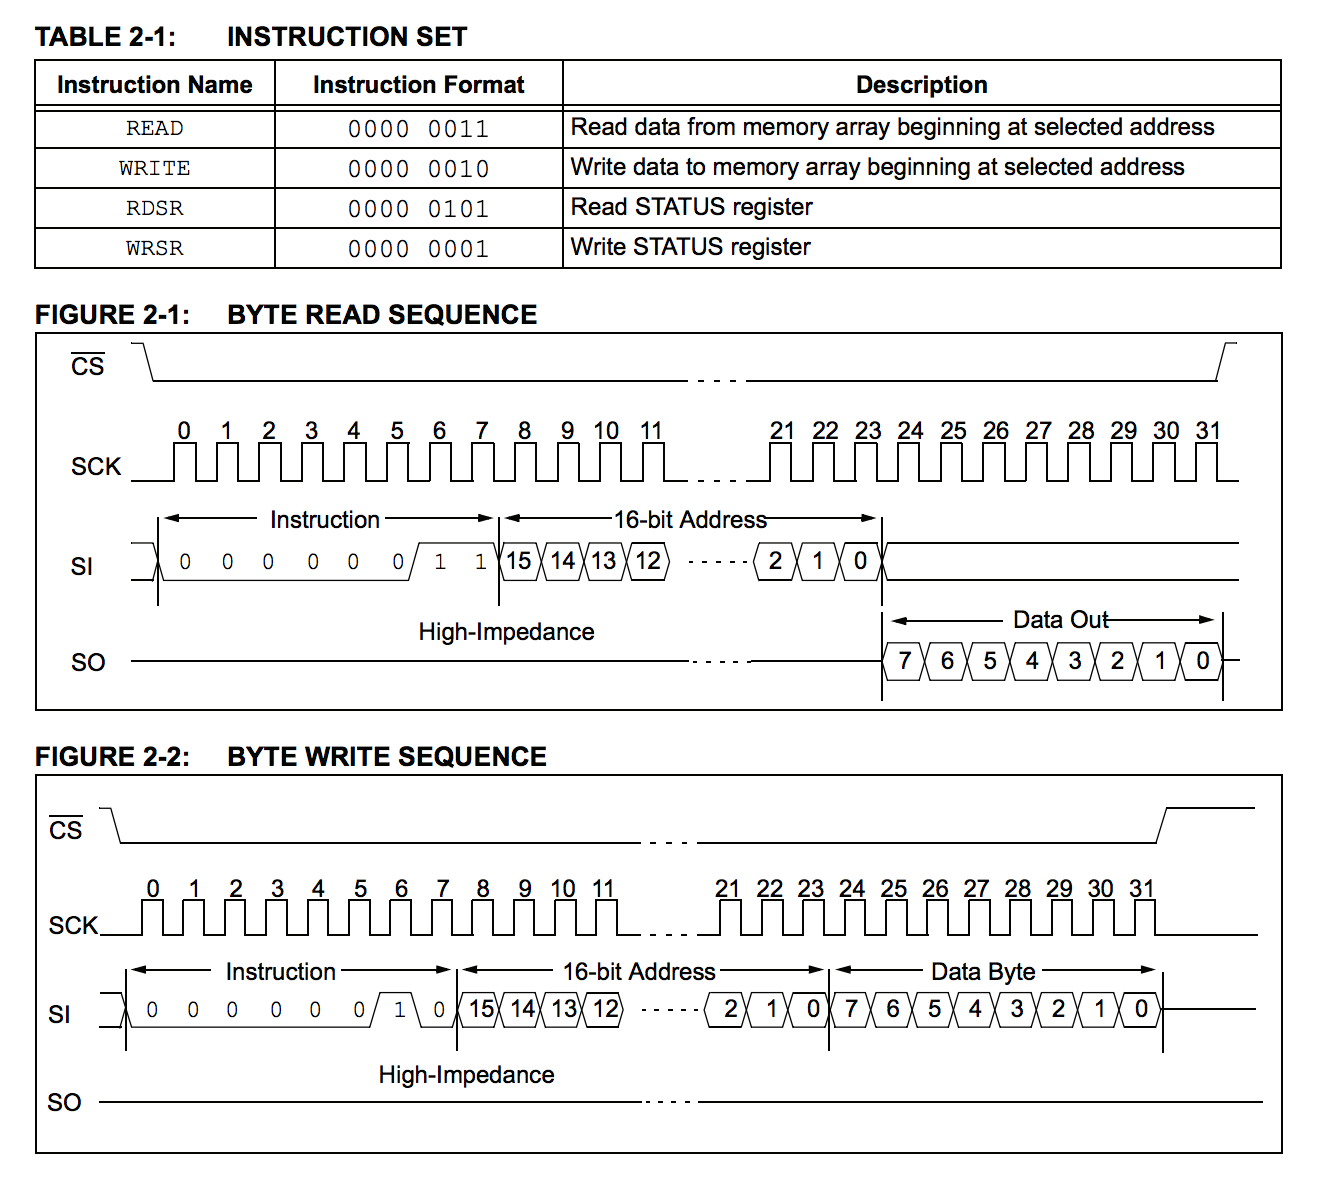 TABLE 2-1: INSTRUCTION SET
Instruction Name Instruction Format Description
READ 0000 0011 Read data from memory array beginning at selected address
WRITE 0000 0010 Write data to memory array beginning at selected address
RDSR 0000 0101 Read STATUS register
WRSR 0000 0001 Write STATUS register
FIGURE 2-1: BYTE READ SEQUENCE
CS
0 1 2 3 4 5 6 7 8 9 10 11 21 22 23 24 25 26 27 28 29 30 31
SCK
Instruction 16-bit Address
SI 0 0 0 0 0 0 1 1 15 14 13 12 2 1 0
Data Out
High-Impedance
SO 7 6 5 4 3 2 1 0
FIGURE 2-2: BYTE WRITE SEQUENCE
CS
0 1 2 3 4 5 6 7 8 9 10 11 21 22 23 24 25 26 27 28 29 30 31
SCK
Instruction 16-bit Address Data Byte
SI 0 0 0 0 0 0 1 0 15 14 13 12 2 1 0 7 6 5 4 3 2 1 0
High-Impedance
SO